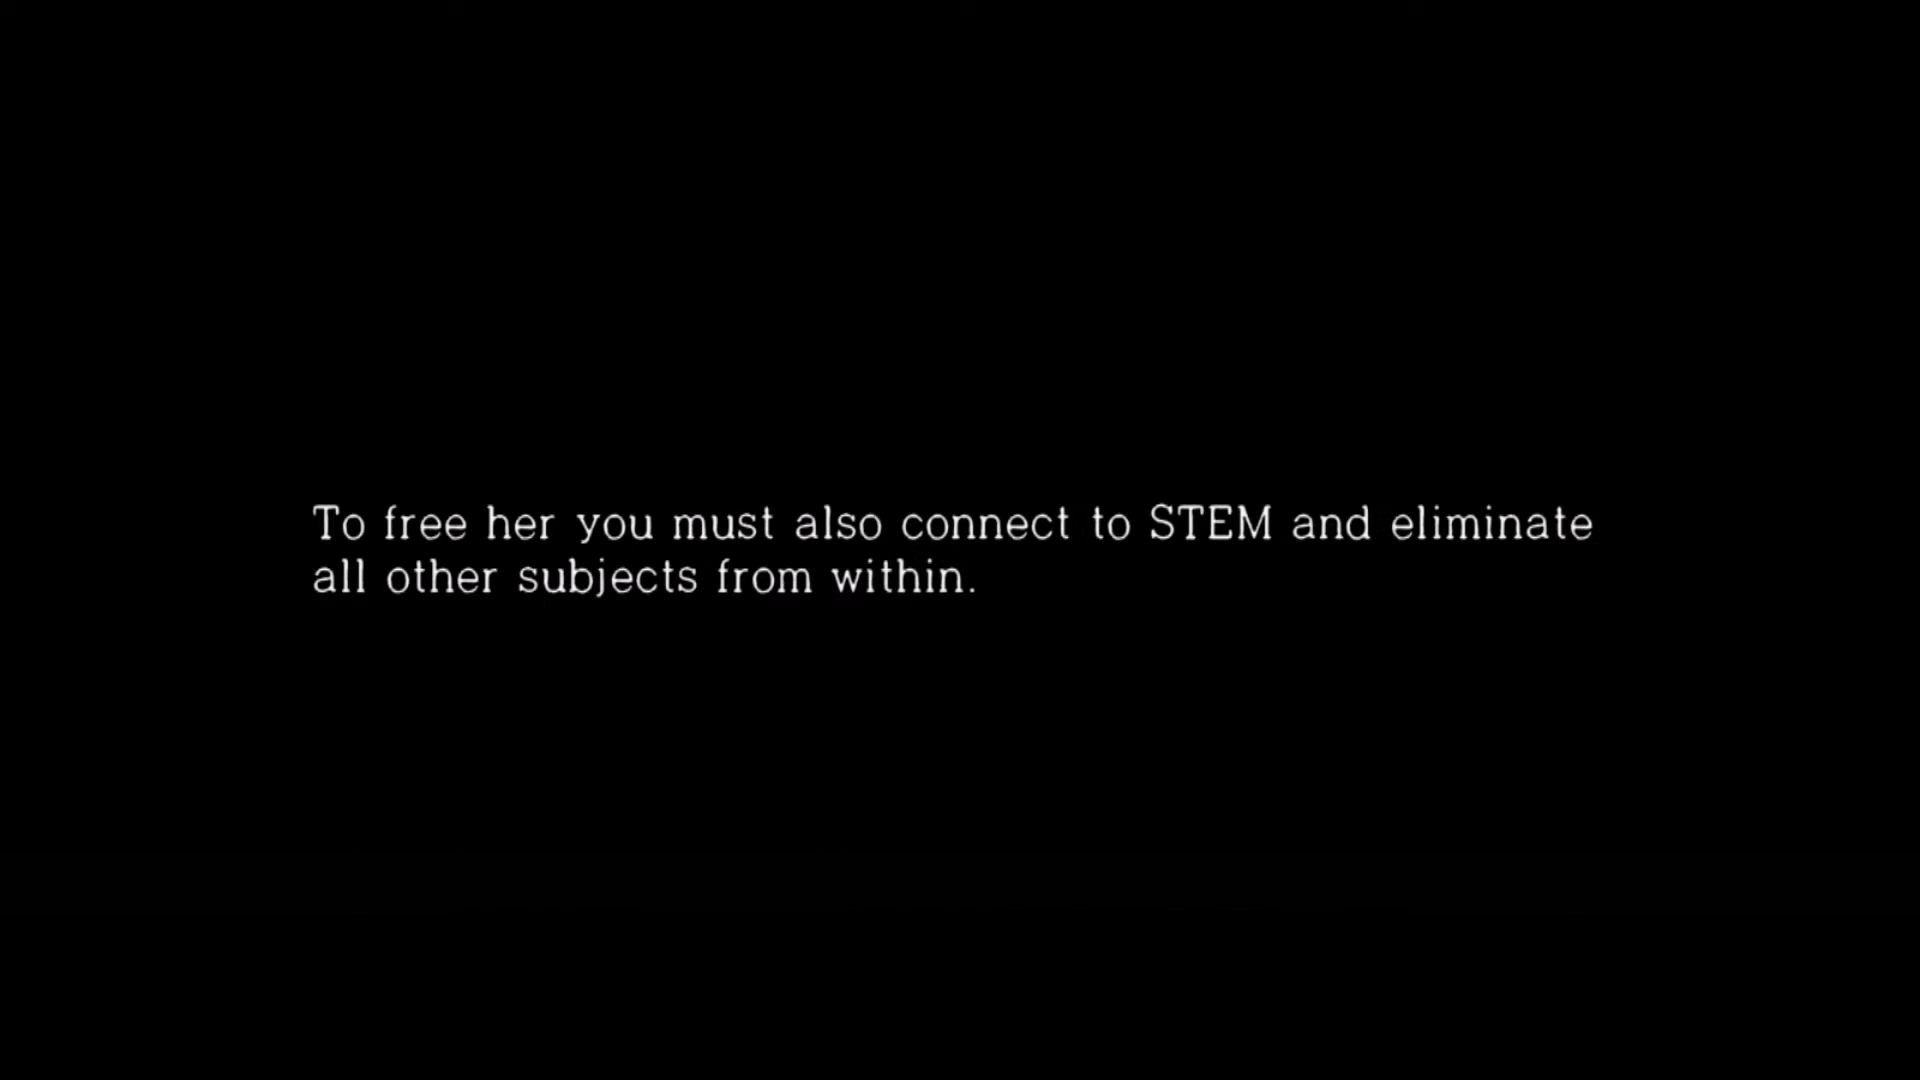 To free her you must also connect to STEM and eliminate
all other subjects from within.